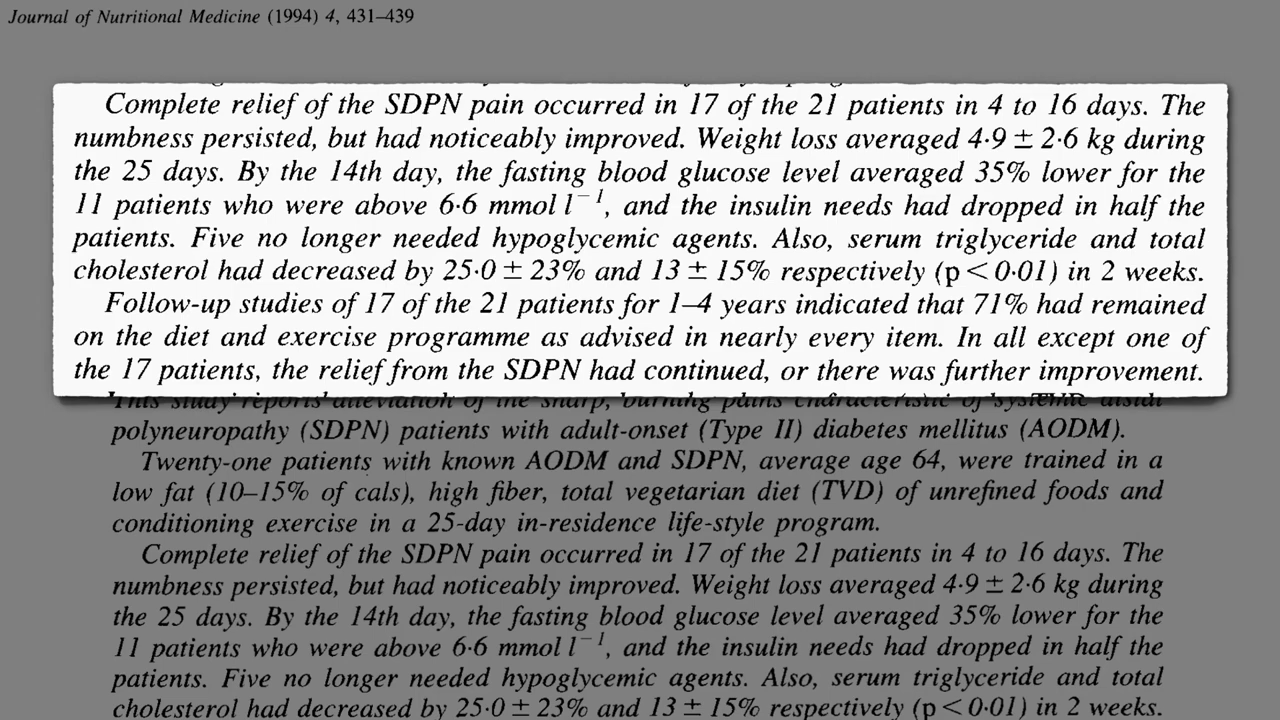 Journal of Nutritional Medicine (1994) 4, 431–439
Complete relief of the SDPN pain occurred in 17 of the 21 patients in 4 to 16 days. The
numbness persisted, but had noticeably improved. Weight loss averaged 4·9 ± 2·6 kg during
the 25 days. By the 14th day, the fasting blood glucose level averaged 35% lower for the
11 patients who were above 6·6 mmol l⁻¹, and the insulin needs had dropped in half the
patients. Five no longer needed hypoglycemic agents. Also, serum triglyceride and total
cholesterol had decreased by 25·0 ± 23% and 13 ± 15% respectively (p < 0·01) in 2 weeks.
Follow-up studies of 17 of the 21 patients for 1–4 years indicated that 71% had remained
on the diet and exercise programme as advised in nearly every item. In all except one of
the 17 patients, the relief from the SDPN had continued, or there was further improvement.
This study reports alleviation of the sharp, burning pains characteristic of
polyneuropathy (SDPN) patients with adult-onset (Type II) diabetes mellitus (AODM).
Twenty-one patients with known AODM and SDPN, average age 64, were trained in a
low fat (10–15% of cals), high fiber, total vegetarian diet (TVD) of unrefined foods and
conditioning exercise in a 25-day in-residence life-style program.
Complete relief of the SDPN pain occurred in 17 of the 21 patients in 4 to 16 days. The
numbness persisted, but had noticeably improved. Weight loss averaged 4·9 ± 2·6 kg during
the 25 days. By the 14th day, the fasting blood glucose level averaged 35% lower for the
11 patients who were above 6·6 mmol l⁻¹, and the insulin needs had dropped in half the
patients. Five no longer needed hypoglycemic agents. Also, serum triglyceride and total
cholesterol had decreased by 25·0 ± 23% and 13 ± 15% respectively (p < 0·01) in 2 weeks.